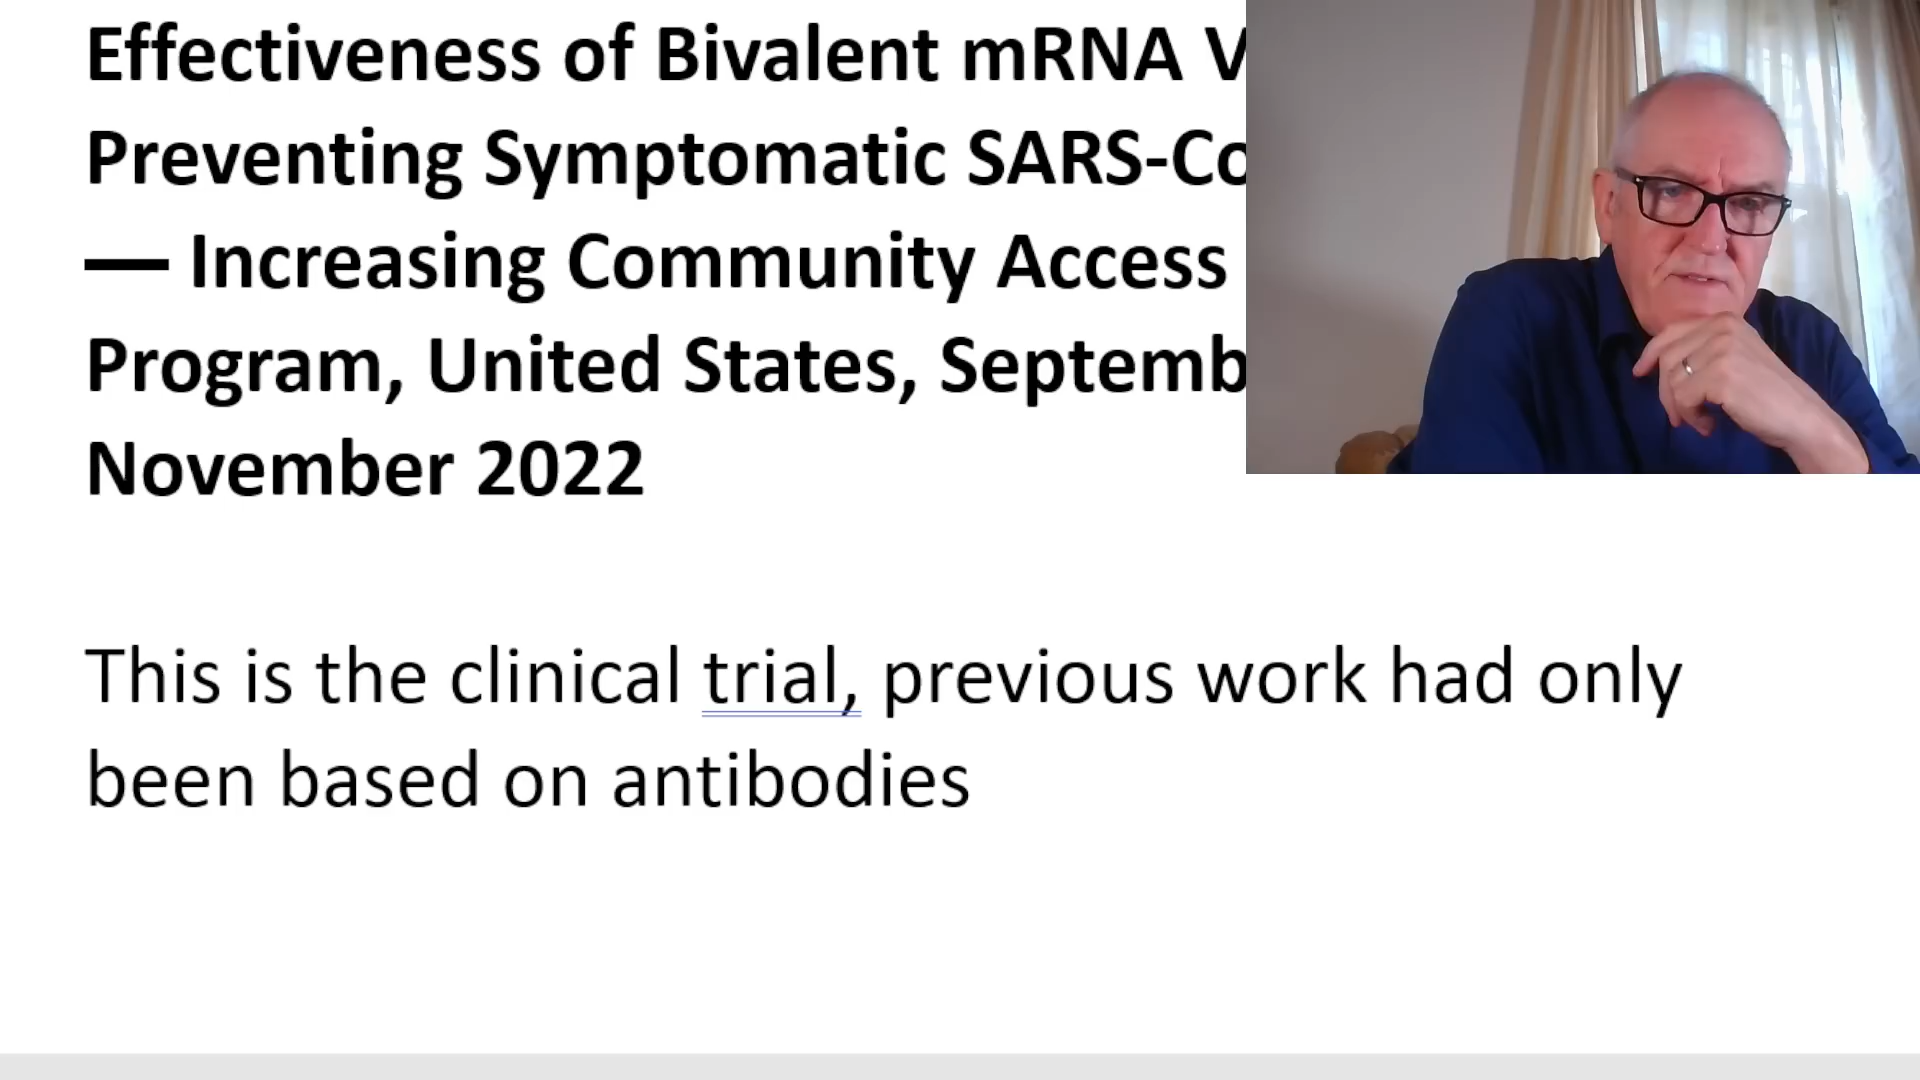 Effectiveness of Bivalent mRNA V
Preventing Symptomatic SARS-Co
— Increasing Community Access
Program, United States, Septemb
November 2022
This is the clinical trial, previous work had only
been based on antibodies